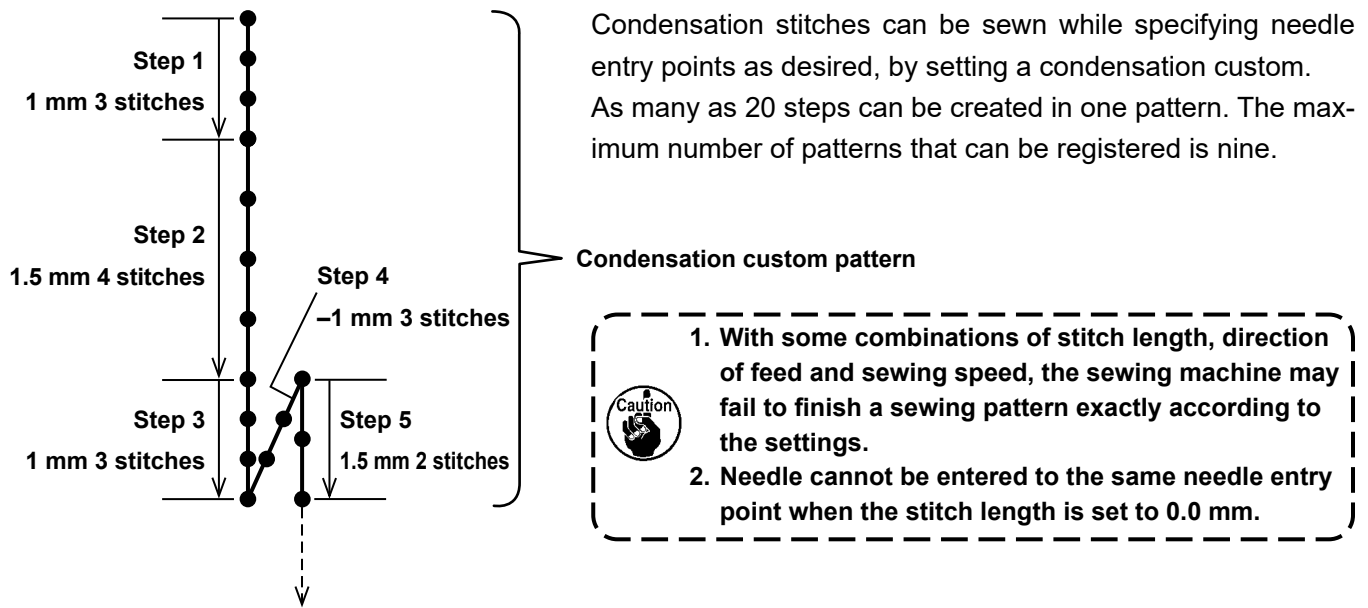 Step 1
1 mm 3 stitches
Step 2
1.5 mm 4 stitches
Step 3
1 mm 3 stitches
Step 4
–1 mm 3 stitches
Step 5
1.5 mm 2 stitches
Condensation custom pattern
Condensation stitches can be sewn while specifying needle
entry points as desired, by setting a condensation custom.
As many as 20 steps can be created in one pattern. The max-
imum number of patterns that can be registered is nine.
Caution
1. With some combinations of stitch length, direction
of feed and sewing speed, the sewing machine may
fail to finish a sewing pattern exactly according to
the settings.
2. Needle cannot be entered to the same needle entry
point when the stitch length is set to 0.0 mm.